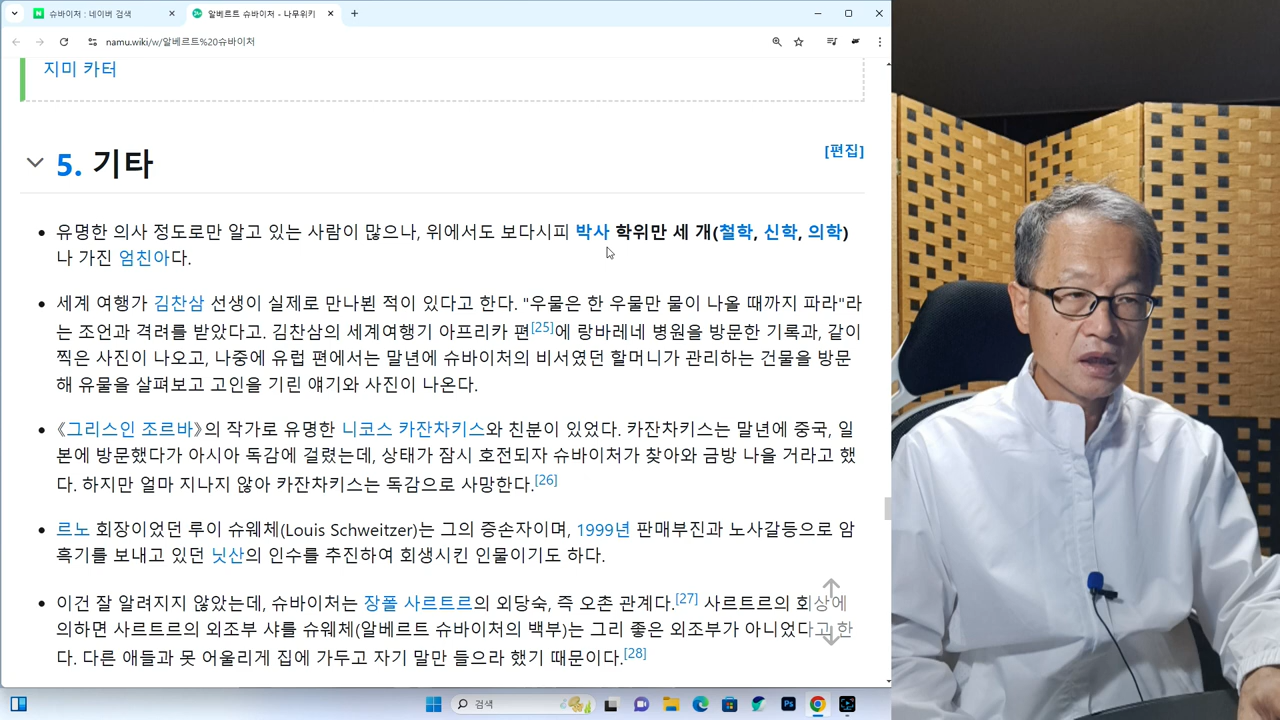 슈바이처 : 네이버 검색
알베르트 슈바이처 - 나무위키
namu.wiki/w/알베르트%20슈바이처
지미 카터
5. 기타
[편집]
유명한 의사 정도로만 알고 있는 사람이 많으나, 위에서도 보다시피 박사 학위만 세 개(철학, 신학, 의학)
나 가진 엄친아다.
세계 여행가 김찬삼 선생이 실제로 만나뵌 적이 있다고 한다. "우물은 한 우물만 물이 나올 때까지 파라"라
는 조언과 격려를 받았다고. 김찬삼의 세계여행기 아프리카 편[25]에 랑바레네 병원을 방문한 기록과, 같이
찍은 사진이 나오고, 나중에 유럽 편에서는 말년에 슈바이처의 비서였던 할머니가 관리하는 건물을 방문
해 유물을 살펴보고 고인을 기린 얘기와 사진이 나온다.
《그리스인 조르바》의 작가로 유명한 니코스 카잔차키스와 친분이 있었다. 카잔차키스는 말년에 중국, 일
본에 방문했다가 아시아 독감에 걸렸는데, 상태가 잠시 호전되자 슈바이처가 찾아와 금방 나을 거라고 했
다. 하지만 얼마 지나지 않아 카잔차키스는 독감으로 사망한다.[26]
르노 회장이었던 루이 슈웨체(Louis Schweitzer)는 그의 증손자이며, 1999년 판매부진과 노사갈등으로 암
흑기를 보내고 있던 닛산의 인수를 추진하여 회생시킨 인물이기도 하다.
이건 잘 알려지지 않았는데, 슈바이처는 장폴 사르트르의 외당숙, 즉 오촌 관계다.[27] 사르트르의 회상에
의하면 사르트르의 외조부 샤를 슈웨체(알베르트 슈바이처의 백부)는 그리 좋은 외조부가 아니었다고 한
다. 다른 애들과 못 어울리게 집에 가두고 자기 말만 들으라 했기 때문이다.[28]
검색
Ps